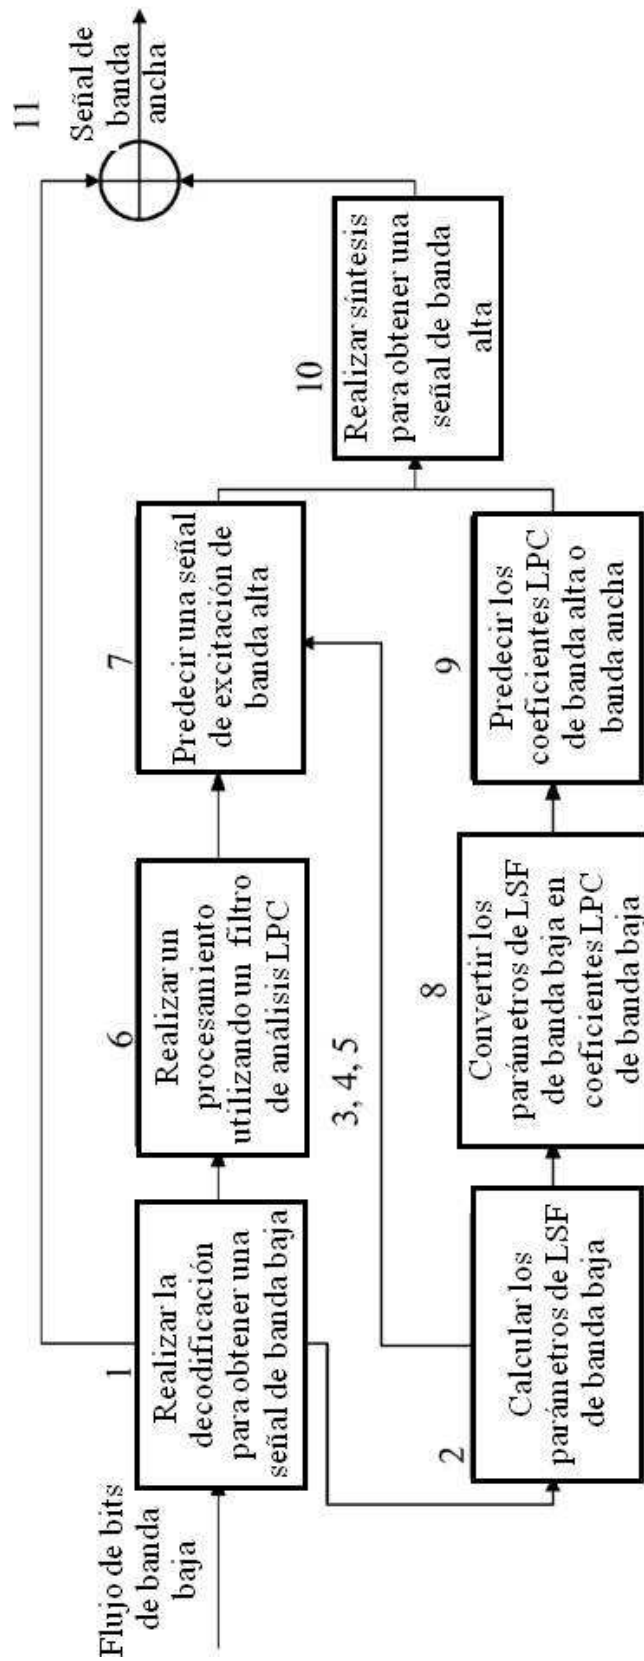 Flujo de bits
de banda
baja
1
Realizar la
decodificación
para obtener una
señal de banda baja
6
Realizar un
procesamiento
utilizando un filtro
de análisis LPC
7
Predecir una señal
de excitación de
banda alta
11
Señal de
banda
ancha
10
Realizar síntesis
para obtener una
señal de banda
alta
3, 4, 5
2
Calcular los
parámetros de LSF
de banda baja
8
Convertir los
parámetros de LSF
de banda baja en
coeficientes LPC
de banda baja
9
Predecir los
coeficientes LPC
de banda alta o
banda ancha